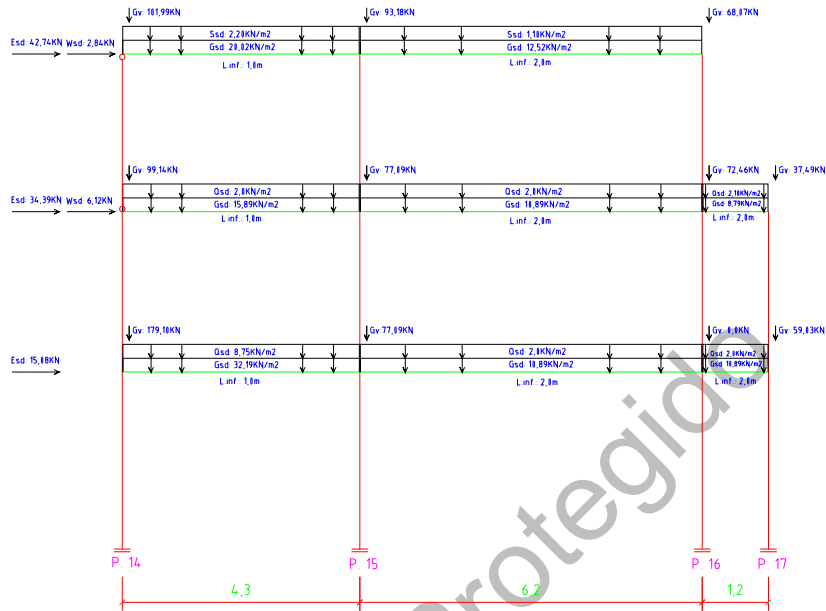 Gv: 101,99KN
Gv: 93,18KN
Gv: 68,07KN
Esd: 42,74KN
Wsd: 2,84KN
Ssd: 2,20KN/m2
Gsd: 20,02KN/m2
Ssd: 1,10KN/m2
Gsd: 12,52KN/m2
L.inf.: 1,0m
L.inf.: 2,0m
Gv: 99,14KN
Gv: 77,09KN
Gv: 72,46KN
Gv: 37,49KN
Esd: 34,39KN
Wsd: 6,12KN
Qsd: 2,0KN/m2
Gsd: 15,89KN/m2
Qsd: 2,0KN/m2
Gsd: 10,89KN/m2
Qsd: 2,10KN/m2
Gsd: 8,79KN/m2
L.inf.: 1,0m
L.inf.: 2,0m
L.inf.: 2,0m
Gv: 179,10KN
Gv:77,09KN
Gv: 0,0KN
Gv: 59,03KN
Esd: 15,08KN
Qsd: 8,75KN/m2
Gsd: 32,19KN/m2
Qsd: 2,0KN/m2
Gsd: 10,89KN/m2
Qsd: 2,0KN/m2
Gsd: 10,89KN/m2
L.inf.: 1,0m
L.inf.: 2,0m
L.inf.: 2,0m
P. 14
P. 15
P. 16
P. 17
4,3
6,2
1,2
rotegido